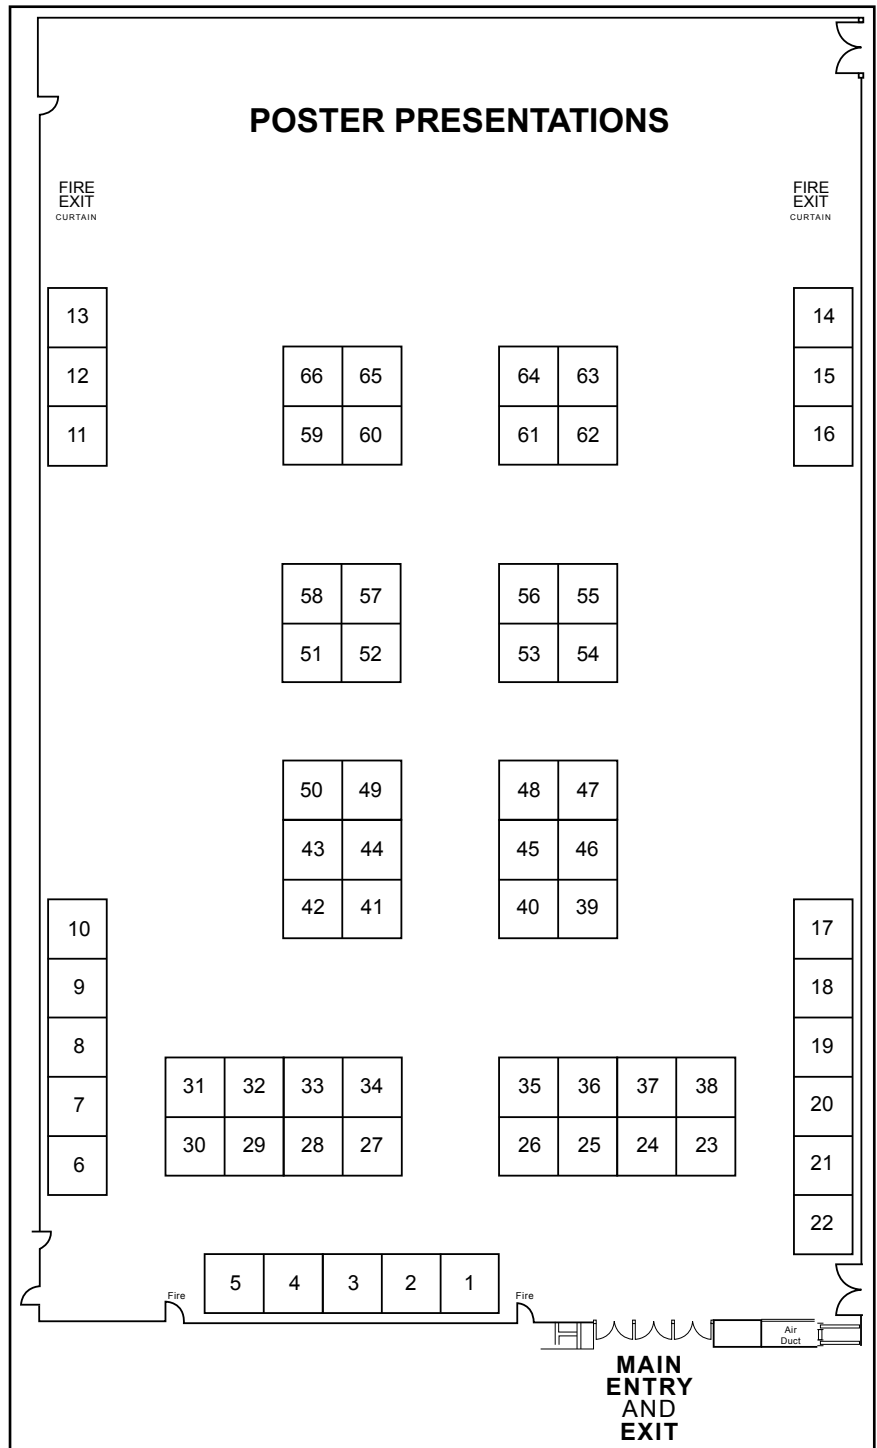 POSTER PRESENTATIONS
FIRE
EXIT
CURTAIN
FIRE
EXIT
CURTAIN
13
14
12
66 65
64 63
15
11
59 60
61 62
16
58 57
56 55
51 52
53 54
50 49
48 47
43 44
45 46
42 41
40 39
10
17
9
18
8
19
31 32 33 34
35 36 37 38
7
20
30 29 28 27
26 25 24 23
6
21
22
5 4 3 2 1
Fire
Fire
Air
Duct
MAIN
ENTRY
AND
EXIT